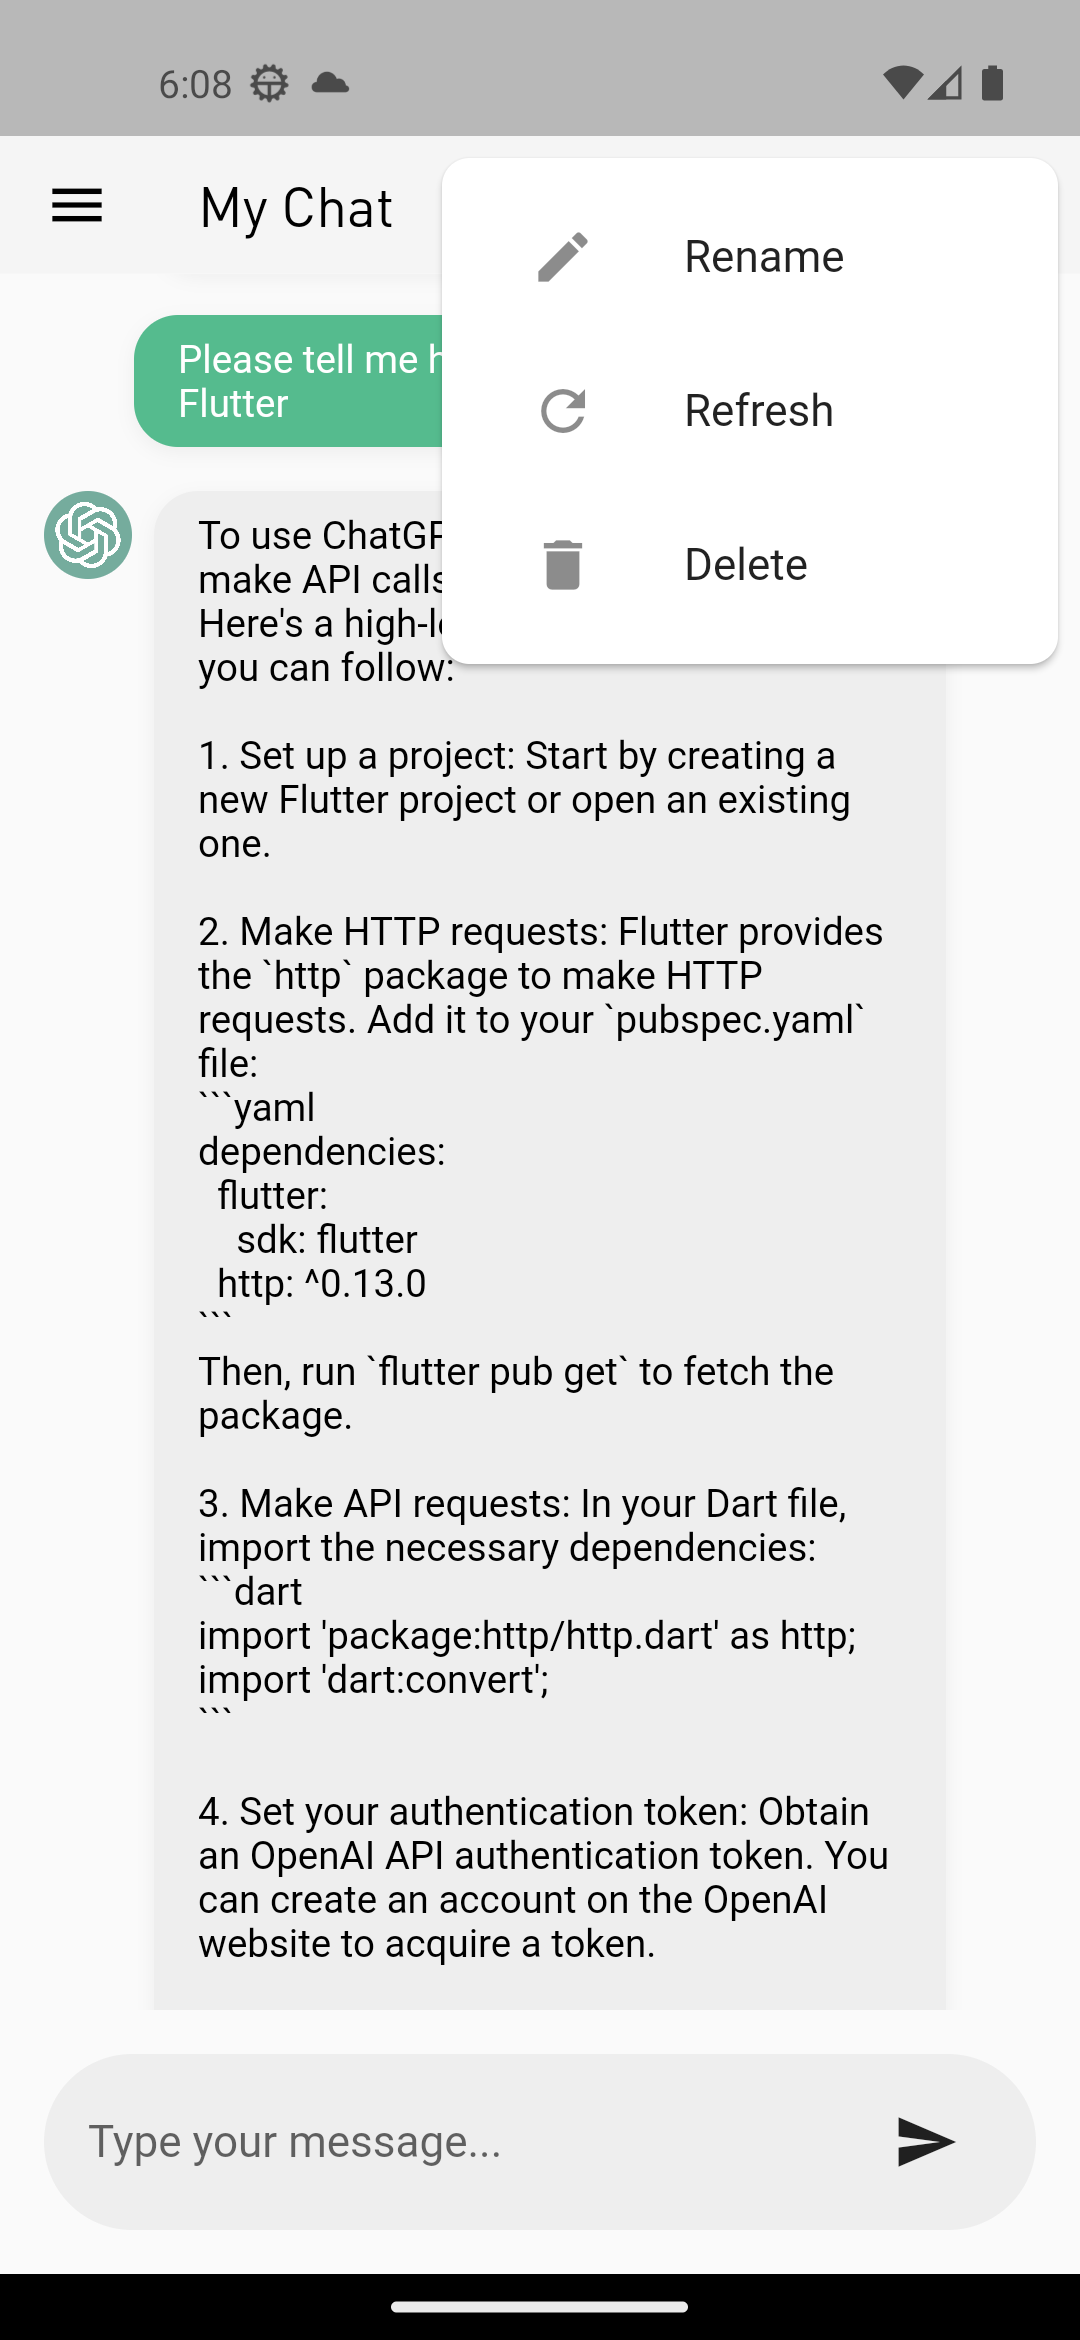 6:08
My Chat
Rename
Refresh
Delete
Please tell me
Flutter
To use
make API calls
Here's a
you can follow:
1. Set up a project: Start by creating a
new Flutter project or open an existing
one.
2. Make HTTP requests: Flutter provides
the `http` package to make HTTP
requests. Add it to your `pubspec.yaml`
file:
```yaml
dependencies:
  flutter:
    sdk: flutter
  http: ^0.13.0
```
Then, run `flutter pub get` to fetch the
package.
3. Make API requests: In your Dart file,
import the necessary dependencies:
```dart
import 'package:http/http.dart' as http;
import 'dart:convert';
```
4. Set your authentication token: Obtain
an OpenAI API authentication token. You
can create an account on the OpenAI
website to acquire a token.
Type your message...